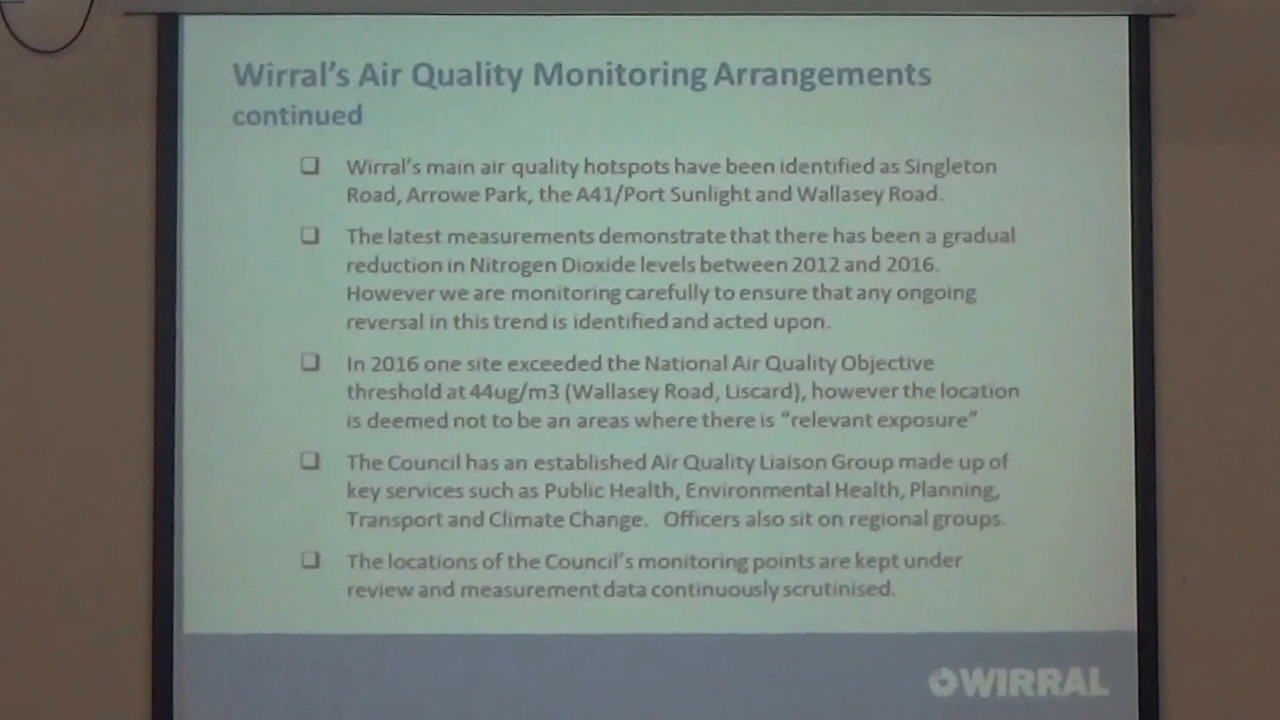 Wirral's Air Quality Monitoring Arrangements
continued
❑ Wirral's main air quality hotspots have been identified as Singleton
Road, Arrowe Park, the A41/Port Sunlight and Wallasey Road.
❑ The latest measurements demonstrate that there has been a gradual
reduction in Nitrogen Dioxide levels between 2012 and 2016.
However we are monitoring carefully to ensure that any ongoing
reversal in this trend is identified and acted upon.
❑ In 2016 one site exceeded the National Air Quality Objective
threshold at 44ug/m3 (Wallasey Road, Liscard), however the location
is deemed not to be an areas where there is “relevant exposure”
❑ The Council has an established Air Quality Liaison Group made up of
key services such as Public Health, Environmental Health, Planning,
Transport and Climate Change. Officers also sit on regional groups.
❑ The locations of the Council's monitoring points are kept under
review and measurement data continuously scrutinised.
WIRRAL